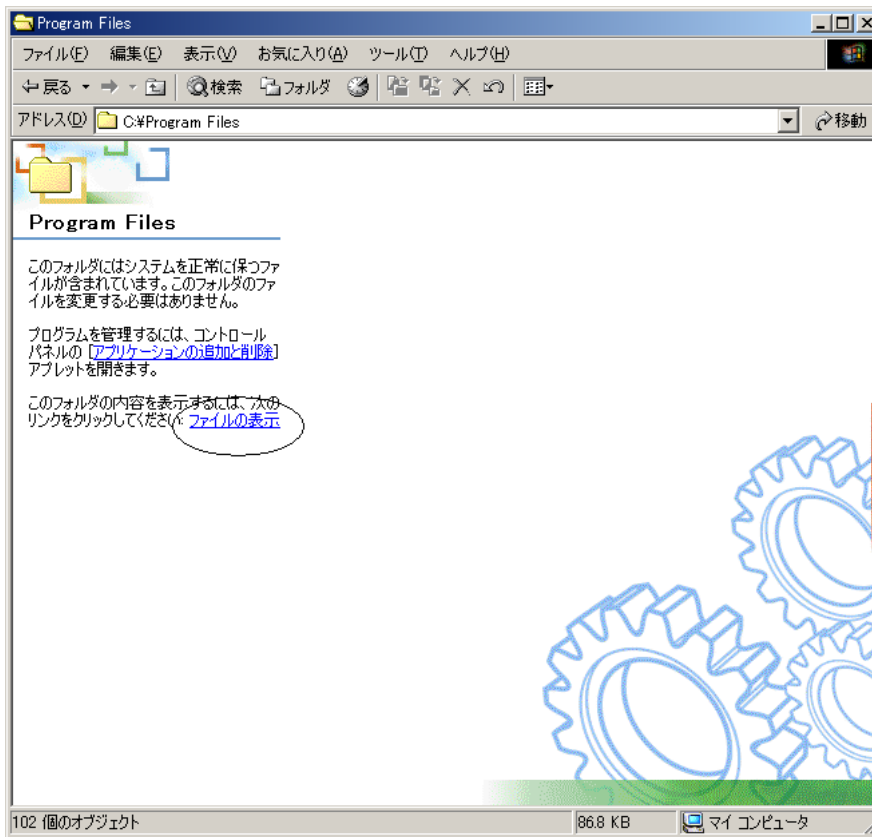 Program Files
ファイル(F) 編集(E) 表示(V) お気に入り(A) ツール(T) ヘルプ(H)
戻る 検索 フォルダ
アドレス(D) C:¥Program Files 移動
Program Files
このフォルダにはシステムを正常に保つファ
イルが含まれています。このフォルダのファ
イルを変更する必要はありません。
プログラムを管理するには、コントロール
パネルの [アプリケーションの追加と削除]
アプレットを開きます。
このフォルダの内容を表示するには、次の
リンクをクリックしてください: ファイルの表示
102 個のオブジェクト 86.8 KB マイ コンピュータ